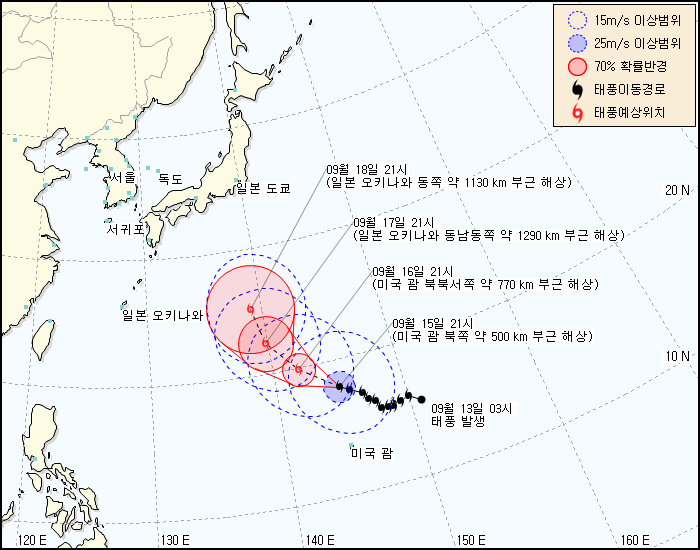 15m/s 이상범위
25m/s 이상범위
70% 확률반경
태풍이동경로
태풍예상위치
서울
독도
일본 도쿄
서귀포
일본 오키나와
미국 괌
09월 18일 21시
(일본 오키나와 동쪽 약 1130 km 부근 해상)
09월 17일 21시
(일본 오키나와 동남동쪽 약 1290 km 부근 해상)
09월 16일 21시
(미국 괌 북북서쪽 약 770 km 부근 해상)
09월 15일 21시
(미국 괌 북쪽 약 500 km 부근 해상)
09월 13일 03시
태풍 발생
20 N
10 N
120 E
130 E
140 E
150 E
160 E